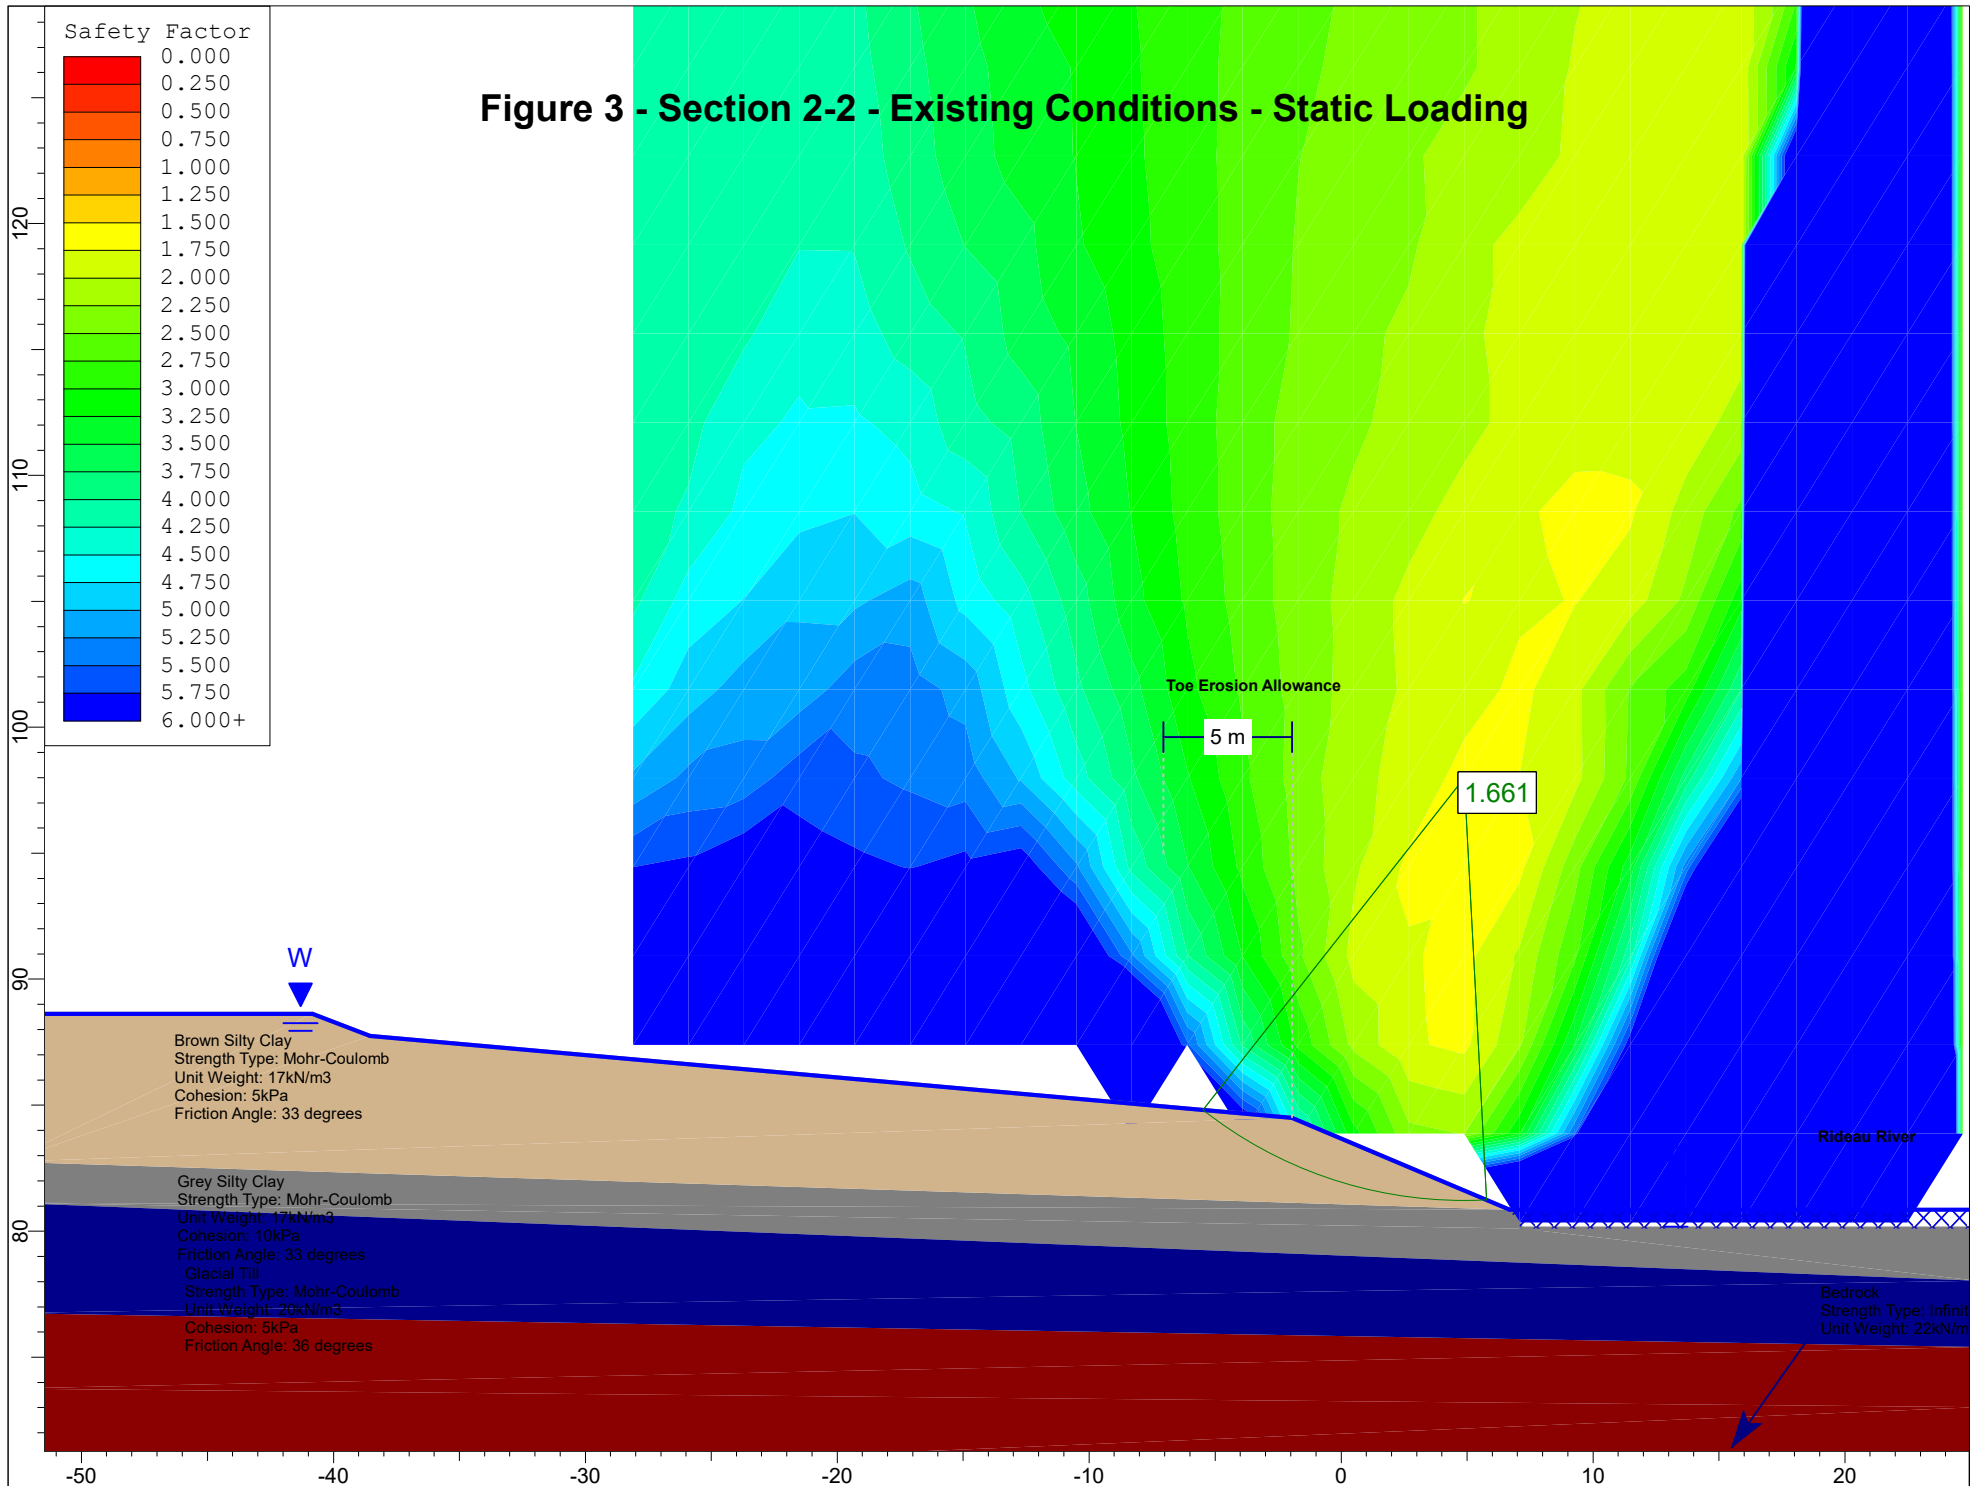 Safety Factor
0.000
0.250
0.500
0.750
1.000
1.250
1.500
1.750
2.000
2.250
2.500
2.750
3.000
3.250
3.500
3.750
4.000
4.250
4.500
4.750
5.000
5.250
5.500
5.750
6.000+
Figure 3 - Section 2-2 - Existing Conditions - Static Loading
120
110
100
90
80
Toe Erosion Allowance
5 m
1.661
W
Brown Silty Clay
Strength Type: Mohr-Coulomb
Unit Weight: 17kN/m3
Cohesion: 5kPa
Friction Angle: 33 degrees
Rideau River
Grey Silty Clay
Strength Type: Mohr-Coulomb
Unit Weight: 17kN/m3
Cohesion: 10kPa
Friction Angle: 33 degrees
Glacial Till
Strength Type: Mohr-Coulomb
Unit Weight: 20kN/m3
Cohesion: 5kPa
Friction Angle: 36 degrees
Bedrock
Strength Type: Infinit
Unit Weight: 22kN/m
-50
-40
-30
-20
-10
0
10
20